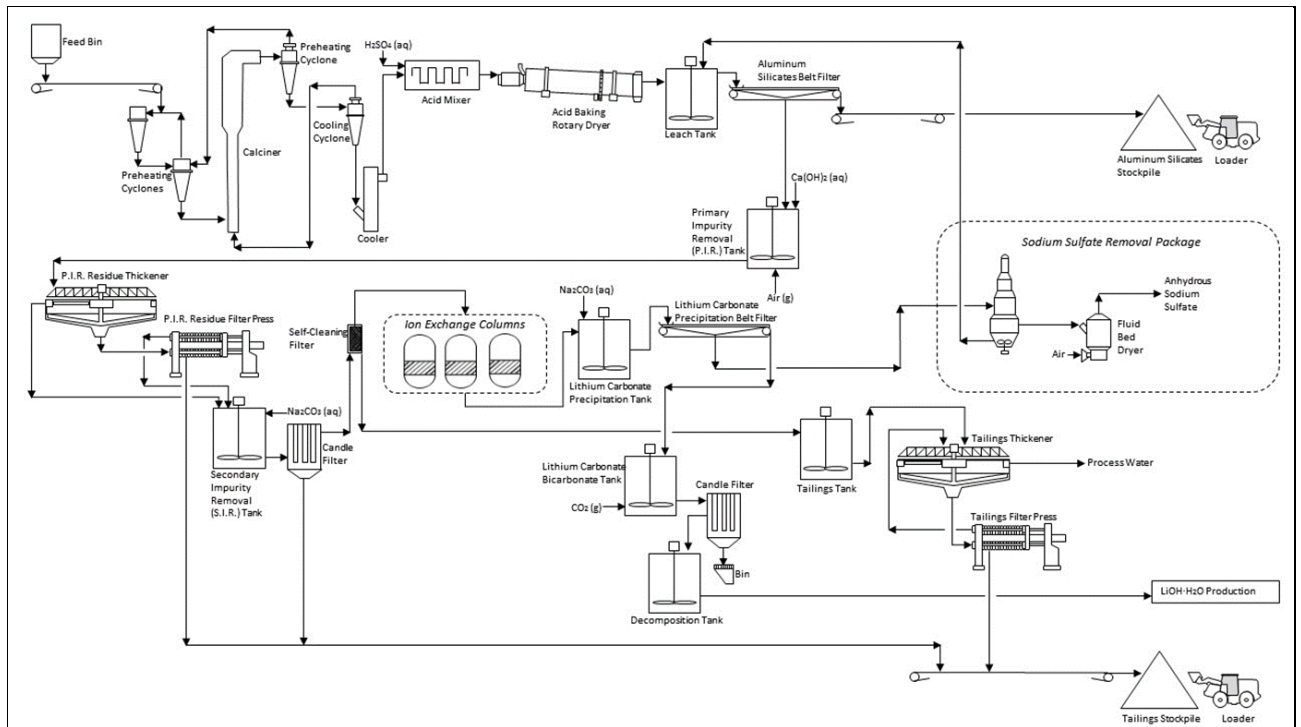 Feed Bin
Preheating
Cyclone
H2SO4 (aq)
Acid Mixer
Acid Baking
Rotary Dryer
Leach Tank
Aluminum
Silicates Belt Filter
Cooling
Cyclone
Calciner
Preheating
Cyclones
Cooler
Aluminum Silicates
Stockpile
Loader
Ca(OH)2 (aq)
Primary
Impurity
Removal
(P.I.R.) Tank
Air (g)
Sodium Sulfate Removal Package
Anhydrous
Sodium
Sulfate
Fluid
Bed
Dryer
Air
P.I.R. Residue Thickener
P.I.R. Residue Filter Press
Self-Cleaning
Filter
Ion Exchange Columns
Na2CO3 (aq)
Lithium Carbonate
Precipitation Belt Filter
Lithium Carbonate
Precipitation Tank
Na2CO3 (aq)
Candle
Filter
Secondary
Impurity
Removal
(S.I.R.) Tank
Lithium Carbonate
Bicarbonate Tank
CO2 (g)
Candle Filter
Bin
Decomposition Tank
Tailings Tank
Tailings Thickener
Process Water
Tailings Filter Press
LiOH·H2O Production
Tailings Stockpile
Loader